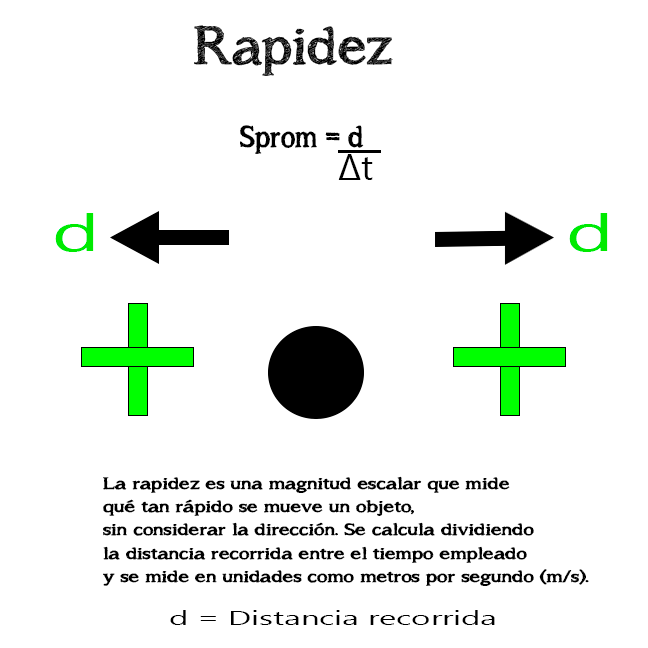 Rapidez
Sprom = d
Δt
d d
La rapidez es una magnitud escalar que mide
qué tan rápido se mueve un objeto,
sin considerar la dirección. Se calcula dividiendo
la distancia recorrida entre el tiempo empleado
y se mide en unidades como metros por segundo (m/s).
d = Distancia recorrida